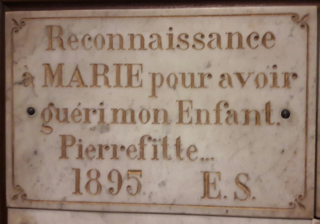 Reconnaissance
à MARIE pour avoir
guéri mon Enfant.
Pierrefitte...
1895 E. S.